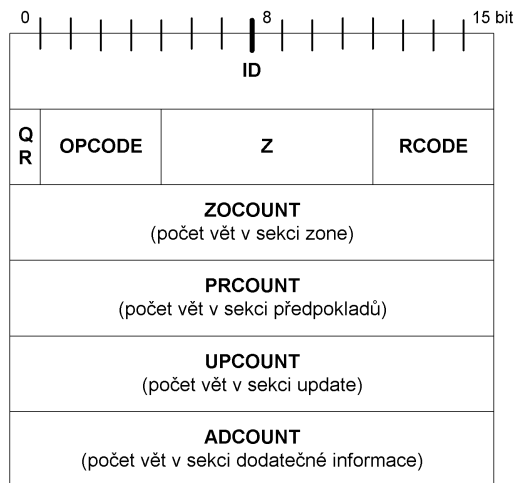 0 8 15 bit
ID
Q
R
OPCODE Z RCODE
ZOCOUNT
(počet vět v sekci zone)
PRCOUNT
(počet vět v sekci předpokladů)
UPCOUNT
(počet vět v sekci update)
ADCOUNT
(počet vět v sekci dodatečné informace)